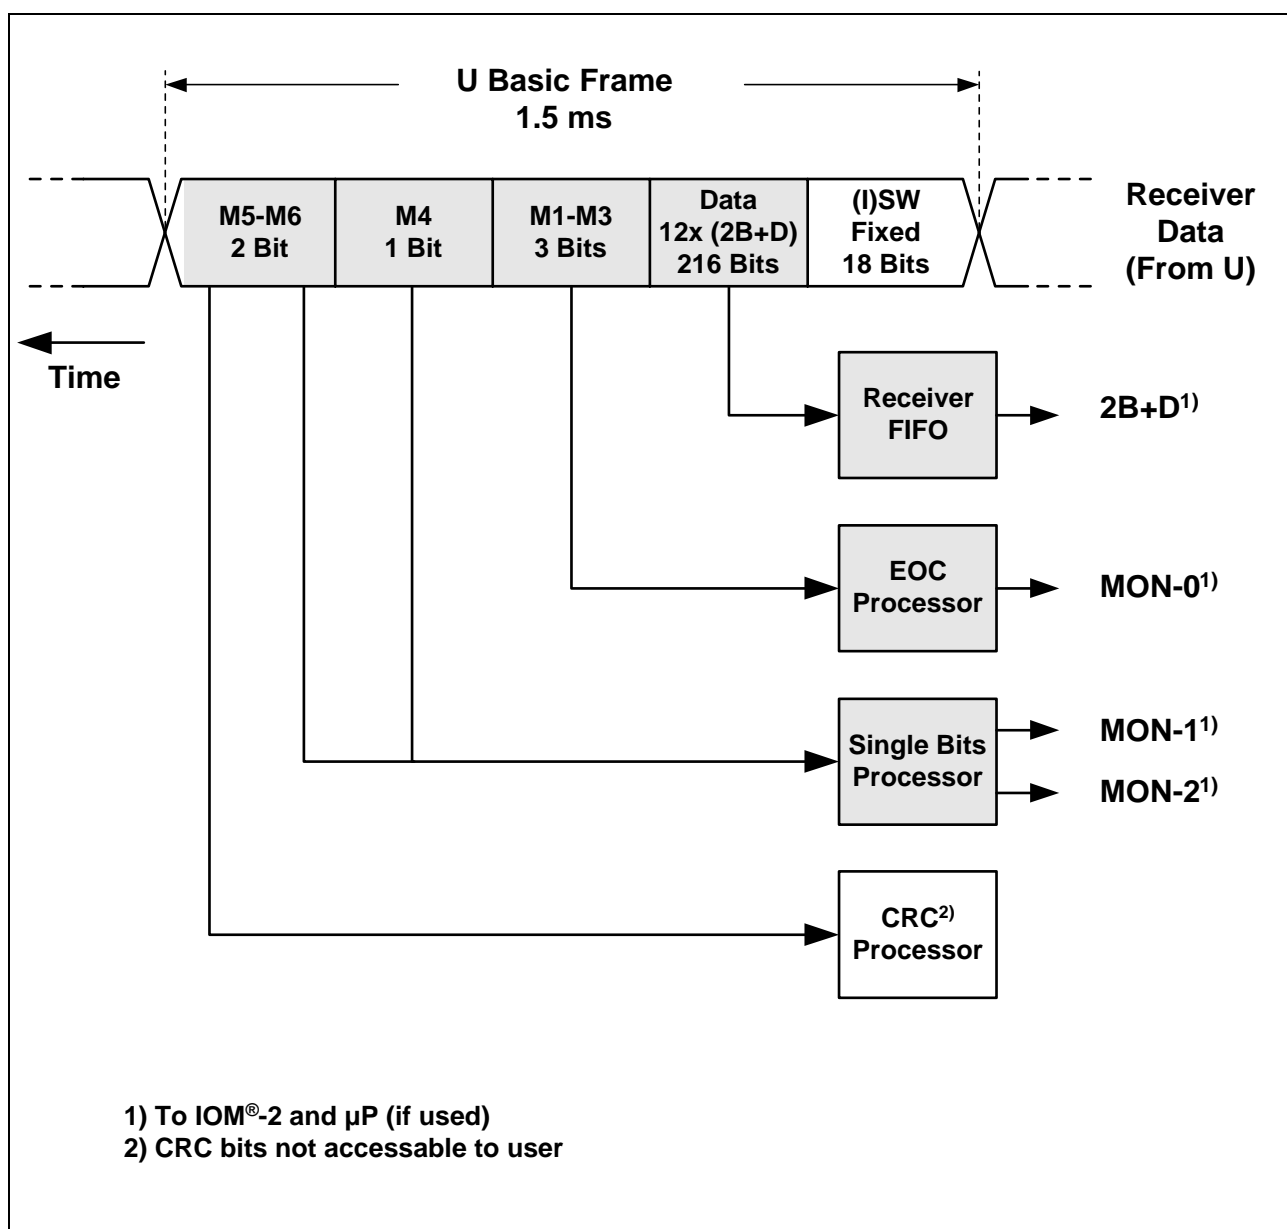 U Basic Frame
1.5 ms
M5-M6
2 Bit
M4
1 Bit
M1-M3
3 Bits
Data
12x (2B+D)
216 Bits
(I)SW
Fixed
18 Bits
Receiver
Data
(From U)
Time
Receiver
FIFO
2B+D1)
EOC
Processor
MON-01)
Single Bits
Processor
MON-11)
MON-21)
CRC2)
Processor
1) To IOM®-2 and µP (if used)
2) CRC bits not accessable to user